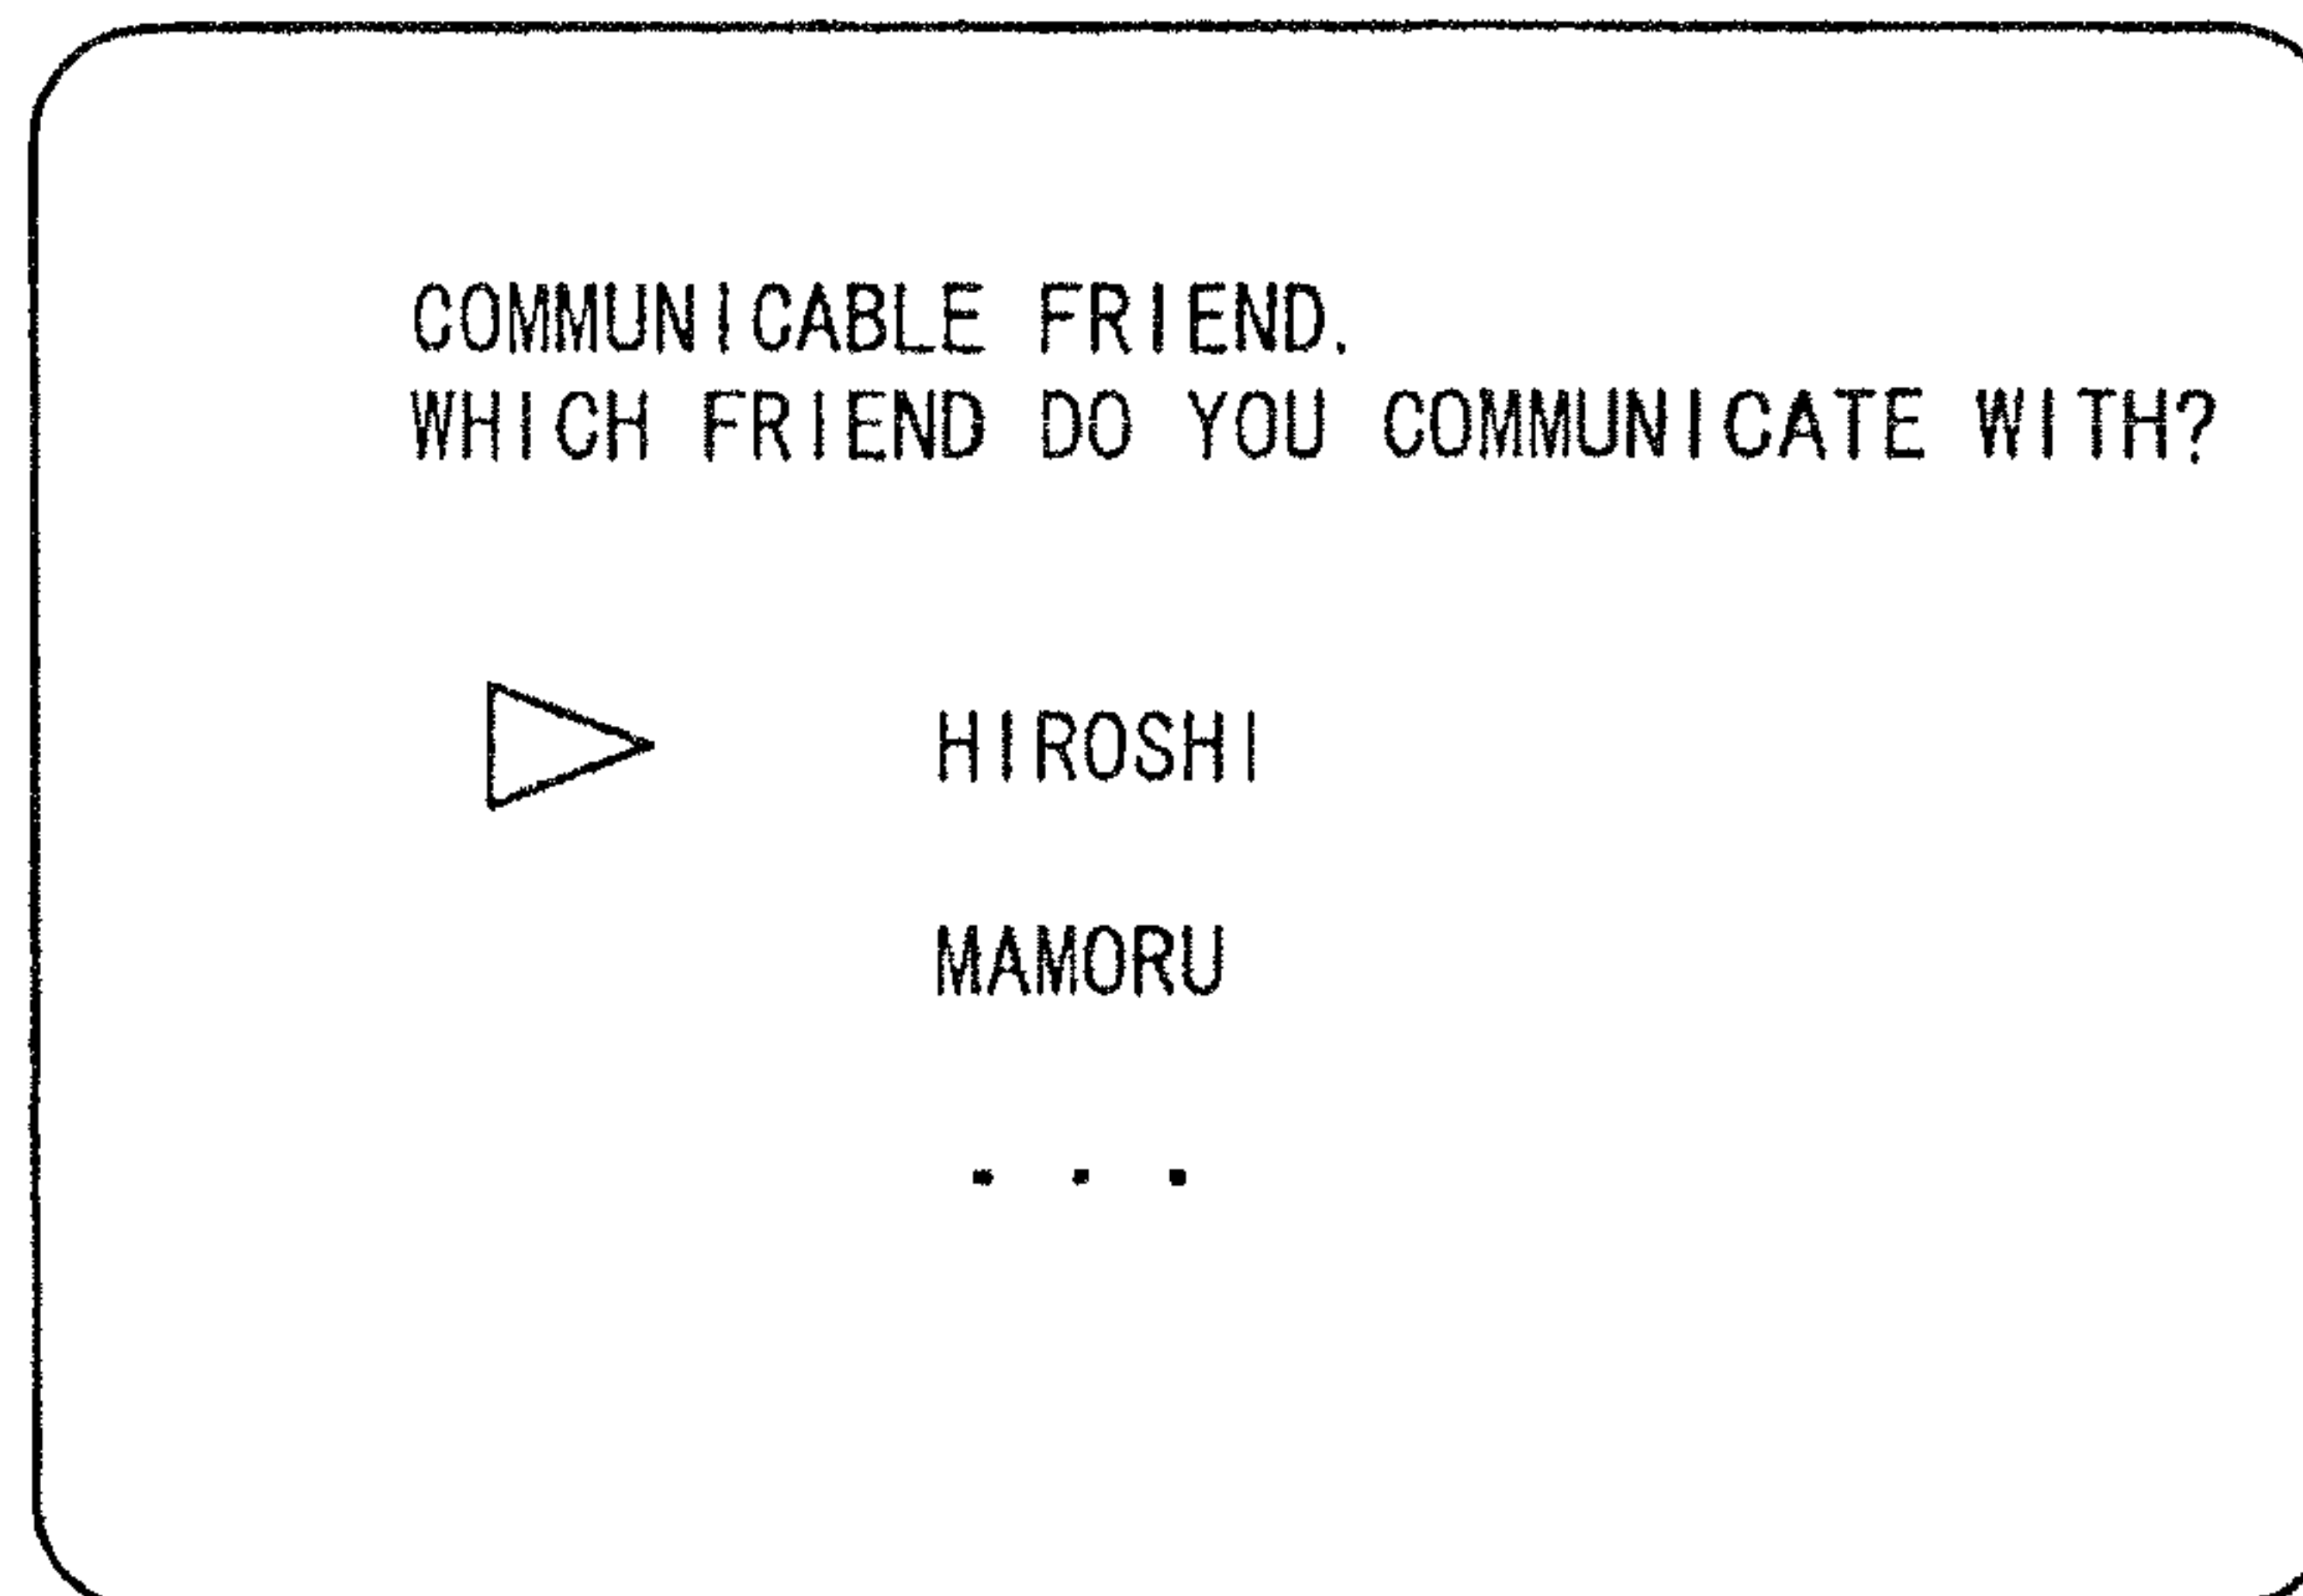 COMMUNICABLE FRIEND.
WHICH FRIEND DO YOU COMMUNICATE WITH?
HIROSHI
MAMORU
...